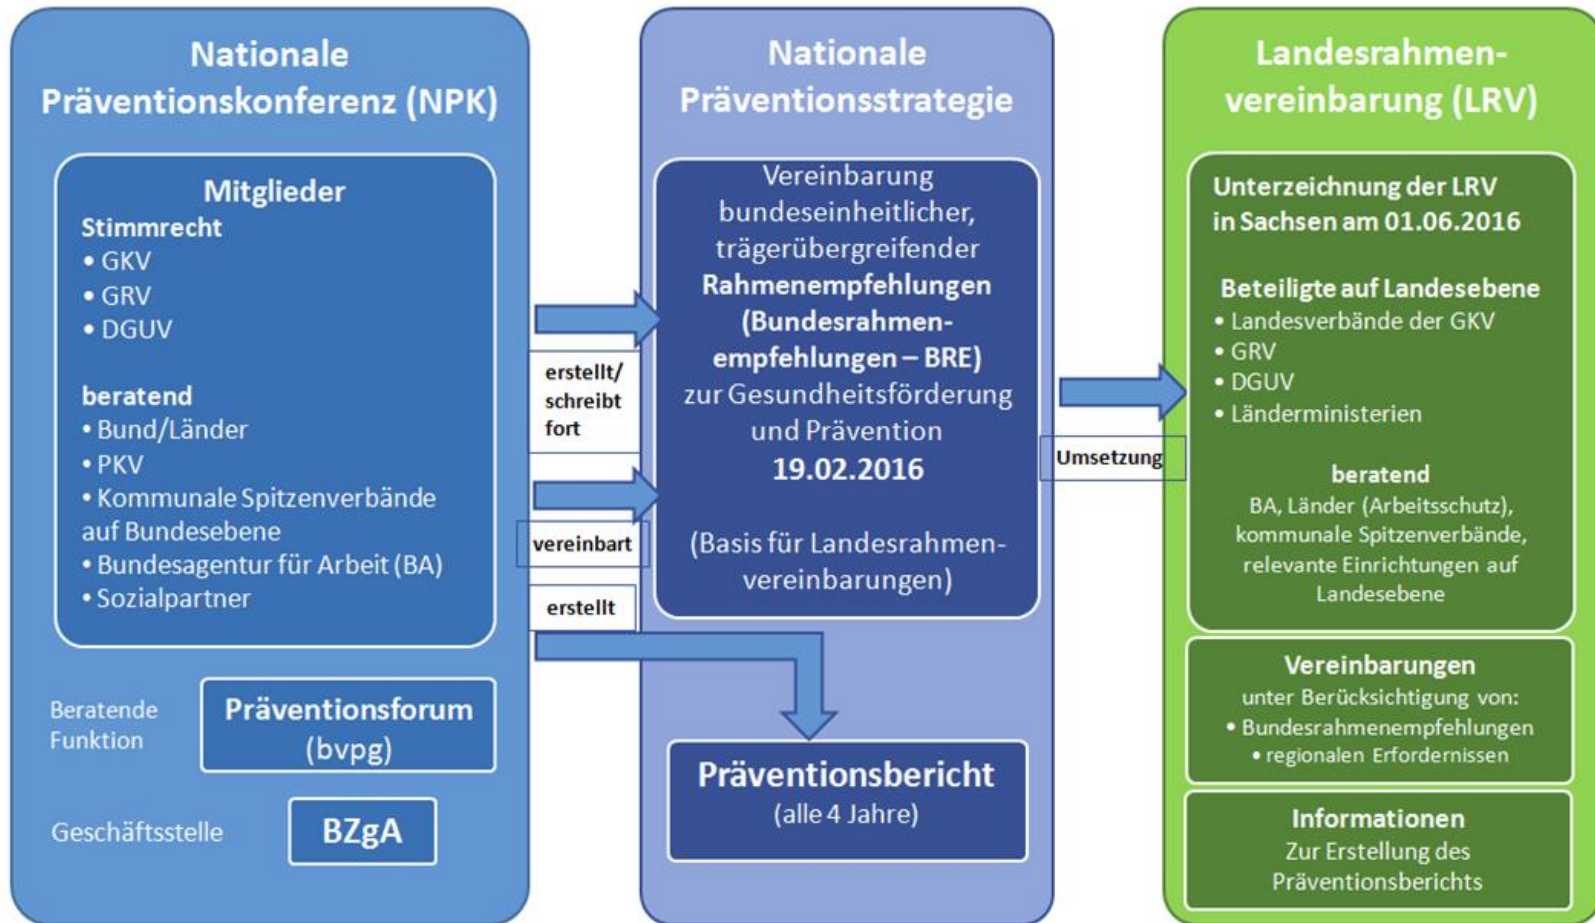 Nationale
Präventionskonferenz (NPK)
Mitglieder
Stimmrecht
• GKV
• GRV
• DGUV
beratend
• Bund/Länder
• PKV
• Kommunale Spitzenverbände
auf Bundesebene
• Bundesagentur für Arbeit (BA)
• Sozialpartner
Beratende
Funktion
Präventionsforum
(bvpg)
Geschäftsstelle
BZgA
erstellt/
schreibt
fort
vereinbart
erstellt
Nationale
Präventionsstrategie
Vereinbarung
bundeseinheitlicher,
trägerübergreifender
Rahmenempfehlungen
(Bundesrahmen-
empfehlungen – BRE)
zur Gesundheitsförderung
und Prävention
19.02.2016
(Basis für Landesrahmen-
vereinbarungen)
Präventionsbericht
(alle 4 Jahre)
Umsetzung
Landesrahmen-
vereinbarung (LRV)
Unterzeichnung der LRV
in Sachsen am 01.06.2016
Beteiligte auf Landesebene
• Landesverbände der GKV
• GRV
• DGUV
• Länderministerien
beratend
BA, Länder (Arbeitsschutz),
kommunale Spitzenverbände,
relevante Einrichtungen auf
Landesebene
Vereinbarungen
unter Berücksichtigung von:
• Bundesrahmenempfehlungen
• regionalen Erfordernissen
Informationen
Zur Erstellung des
Präventionsberichts